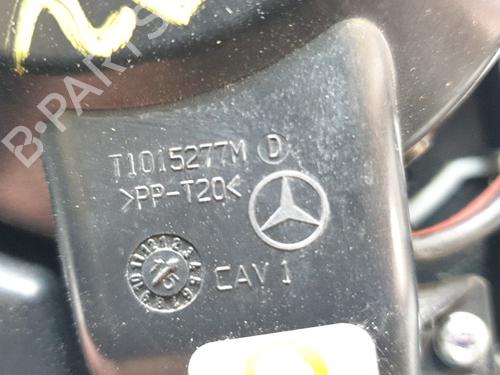 B-PARTS
T1015277M D
>PP-T20<
CAV 1